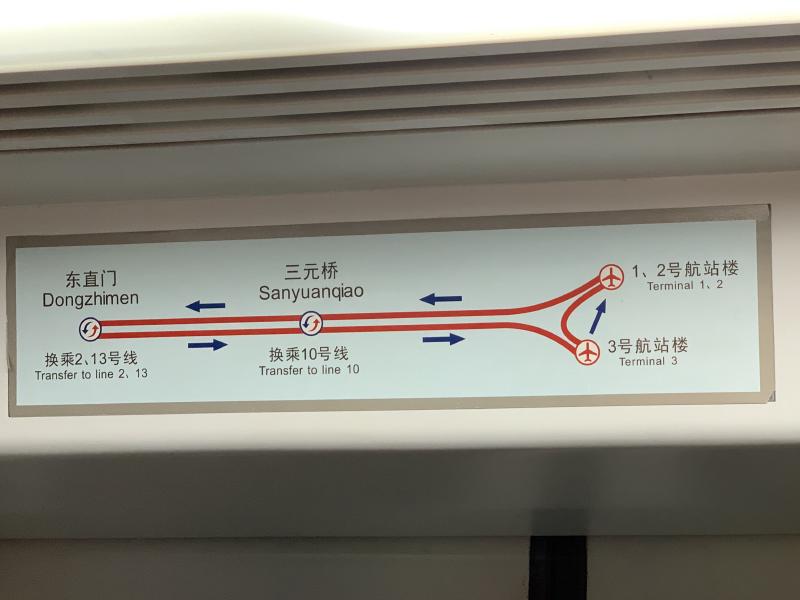 东直门
Dongzhimen
换乘2、13号线
Transfer to line 2、13
三元桥
Sanyuanqiao
换乘10号线
Transfer to line 10
1、2号航站楼
Terminal 1、2
3号航站楼
Terminal 3